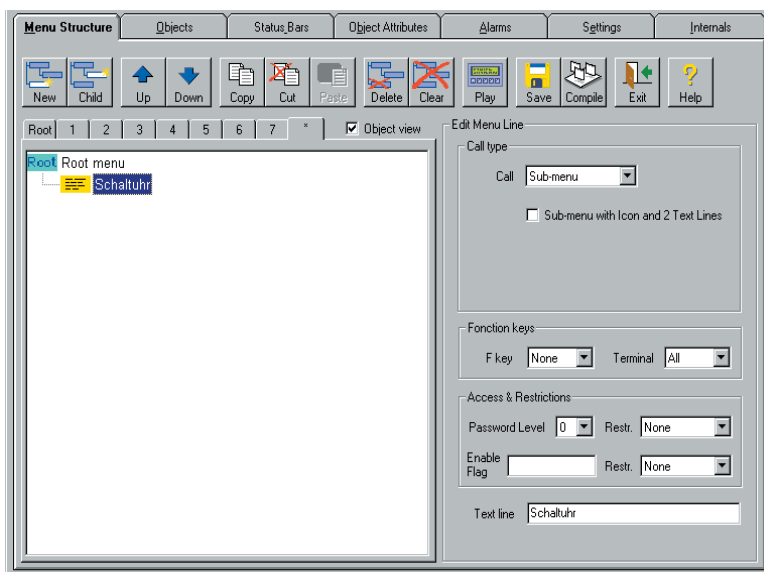 Menu Structure Objects Status Bars Object Attributes Alarms Settings Internals
New Child Up Down Copy Cut Paste Delete Clear Play Save Compile Exit Help
Root 1 2 3 4 5 6 7 * Object view
Root Root menu
Schaltuhr
Edit Menu Line
Call type
Call Sub-menu
Sub-menu with Icon and 2 Text Lines
Fonction keys
F key None Terminal All
Access & Restrictions
Password Level 0 Restr. None
Enable Flag Restr. None
Text line Schaltuhr